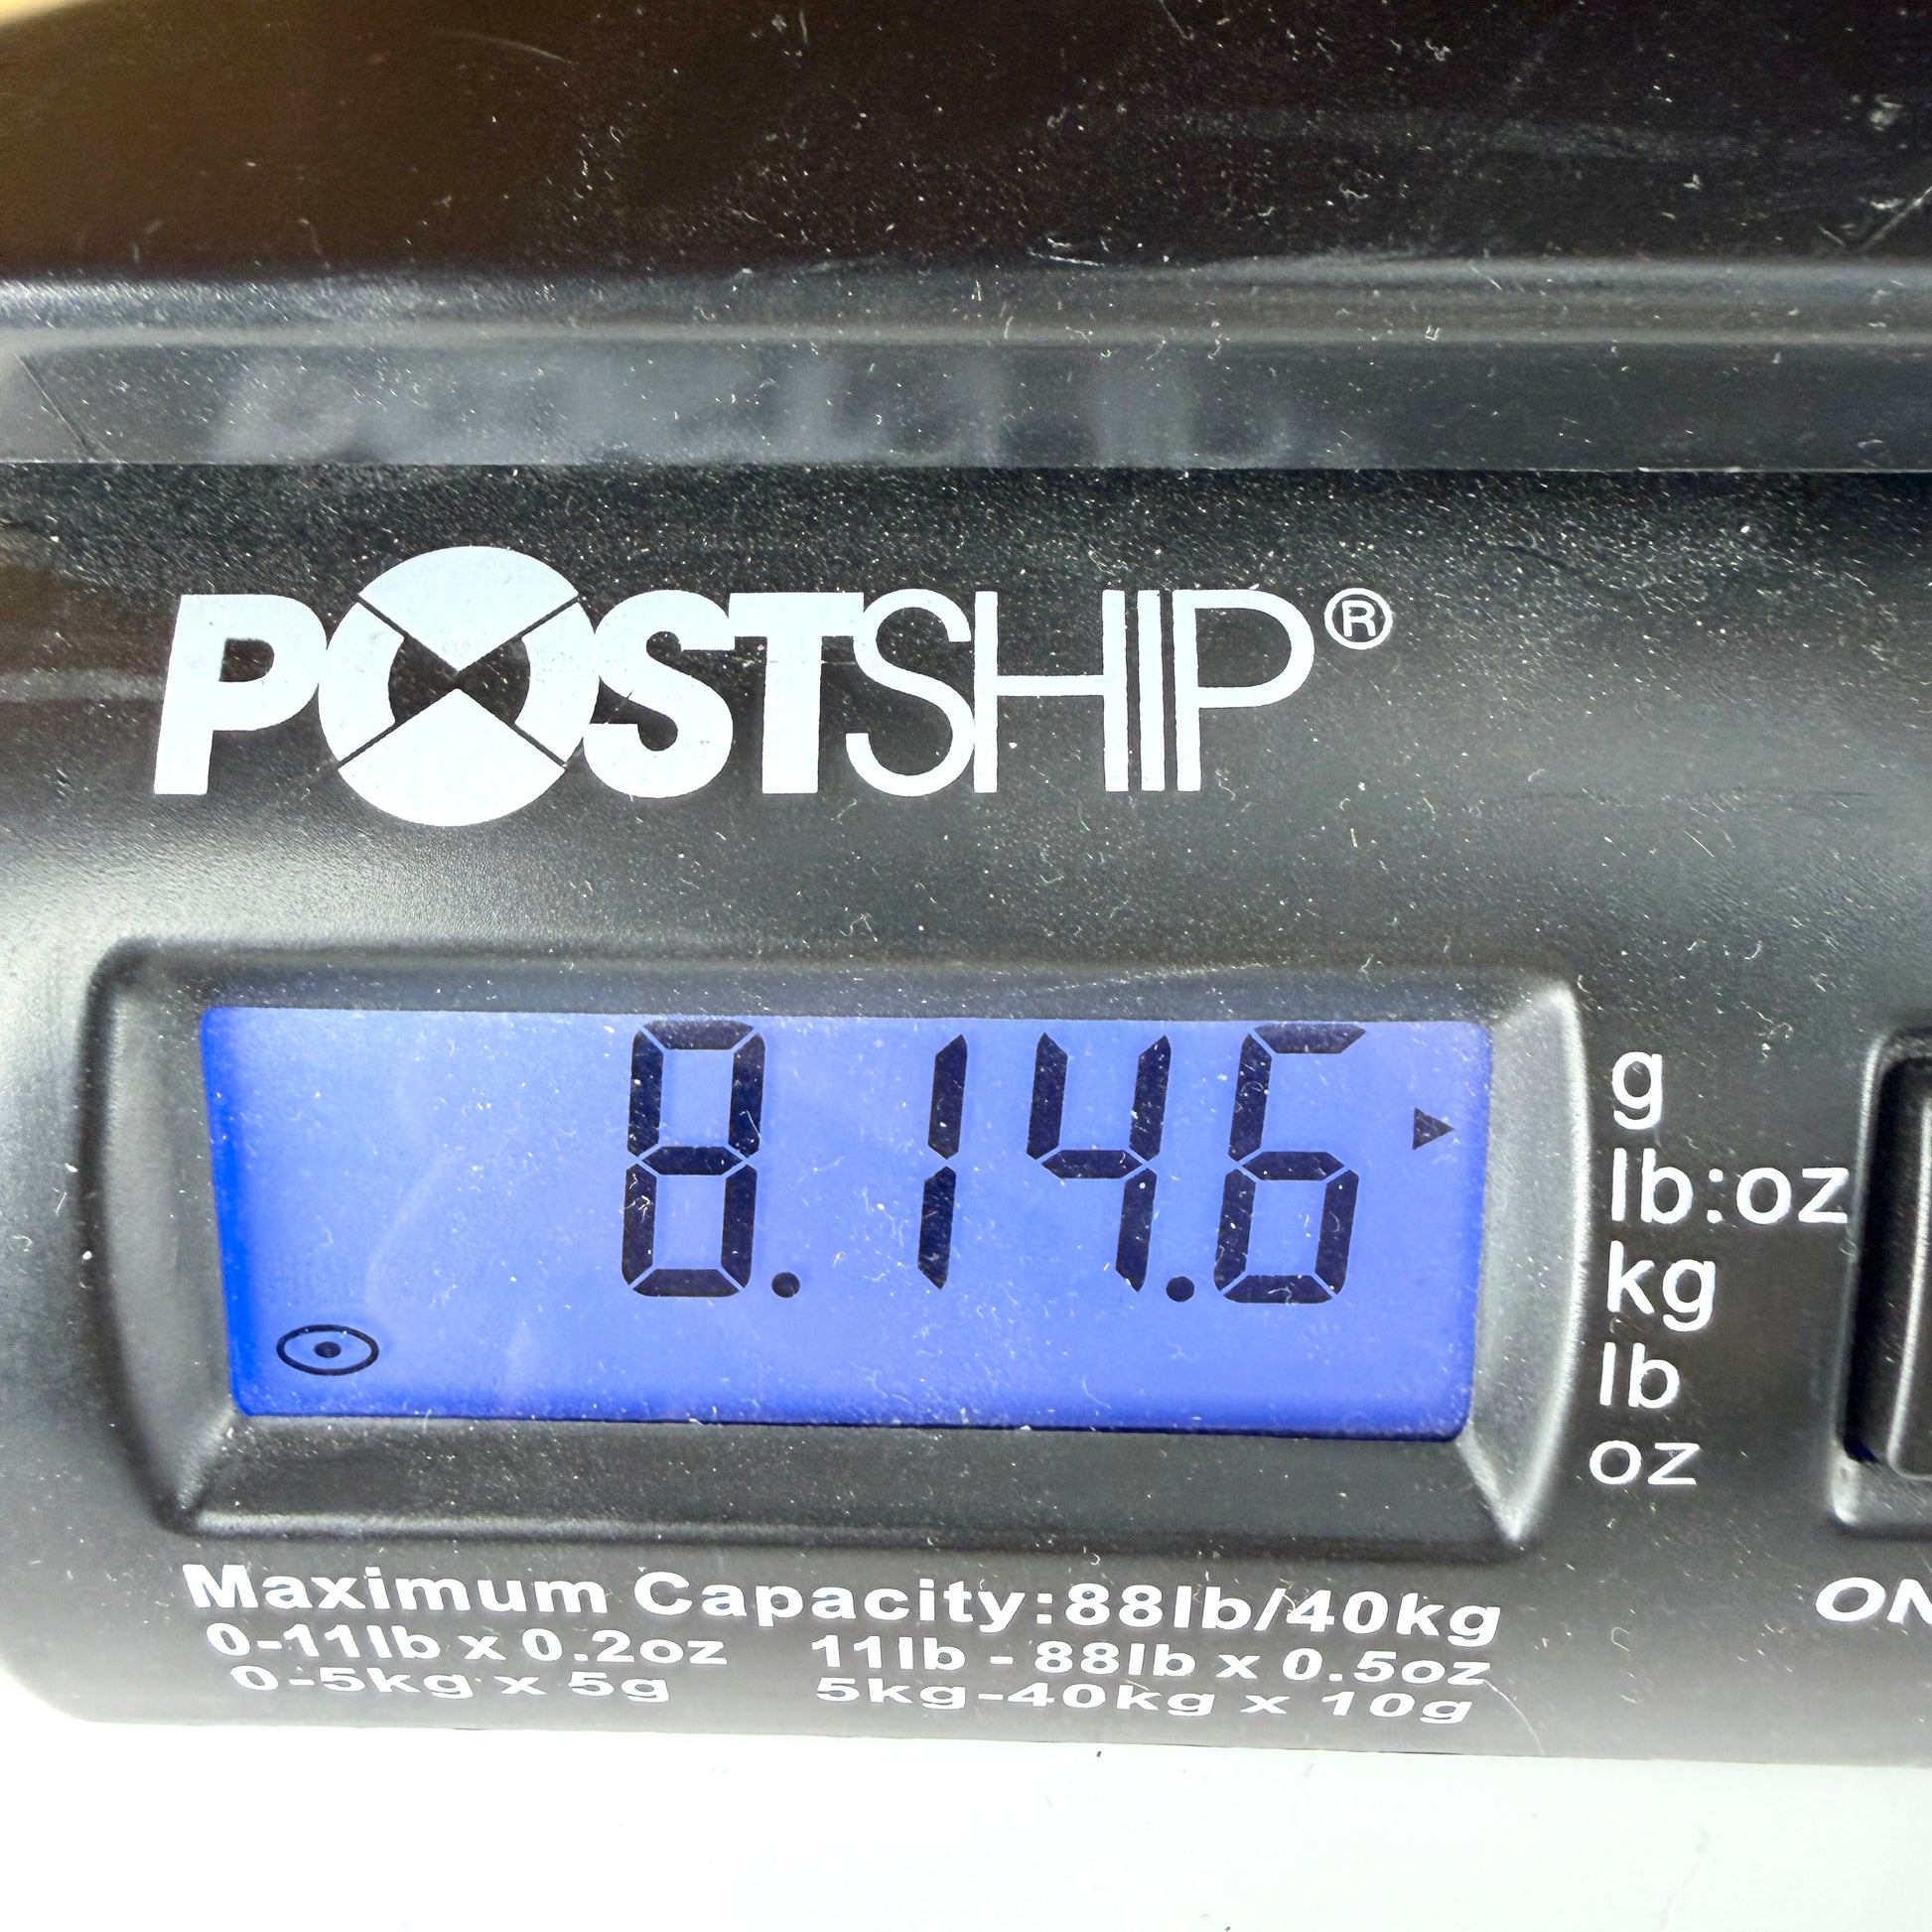 POSTSHIP®
8.14.6
g
lb:oz
kg
lb
oz
Maximum Capacity:88lb/40kg
0-11lb x 0.2oz 11lb - 88lb x 0.5oz
0-5kg x 5g 5kg-40kg x 10g
ON